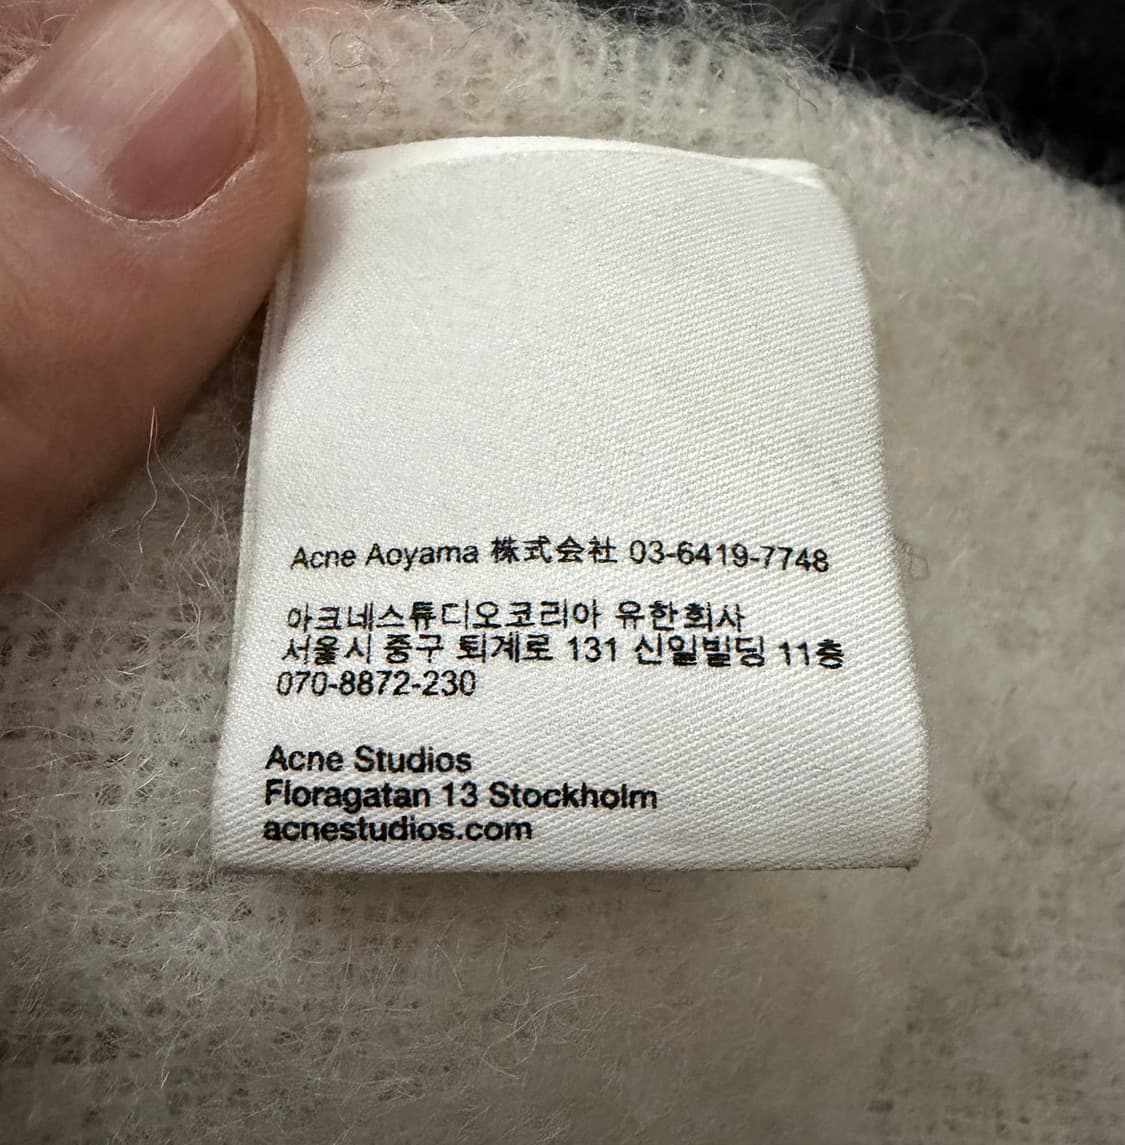 Acne Aoyama 株式会社 03-6419-7748
아크네스튜디오코리아 유한회사
서울시 중구 퇴계로 131 신일빌딩 11층
070-8872-230
Acne Studios
Floragatan 13 Stockholm
acnestudios.com